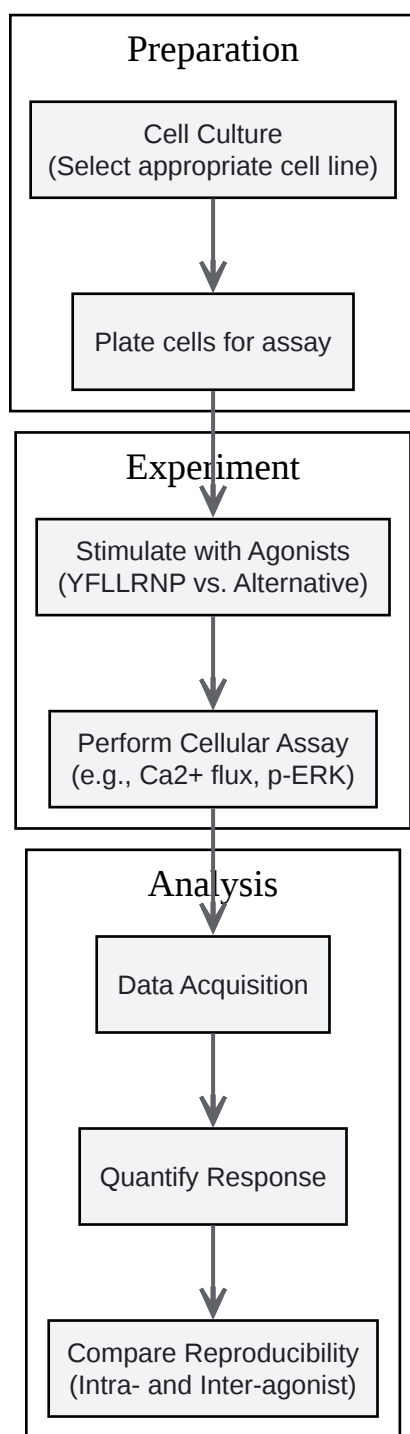 Preparation
Cell Culture
(Select appropriate cell line)
Plate cells for assay
Experiment
Stimulate with Agonists
(YFLLRNP vs. Alternative)
Perform Cellular Assay
(e.g., Ca2+ flux, p-ERK)
Analysis
Data Acquisition
Quantify Response
Compare Reproducibility
(Intra- and Inter-agonist)